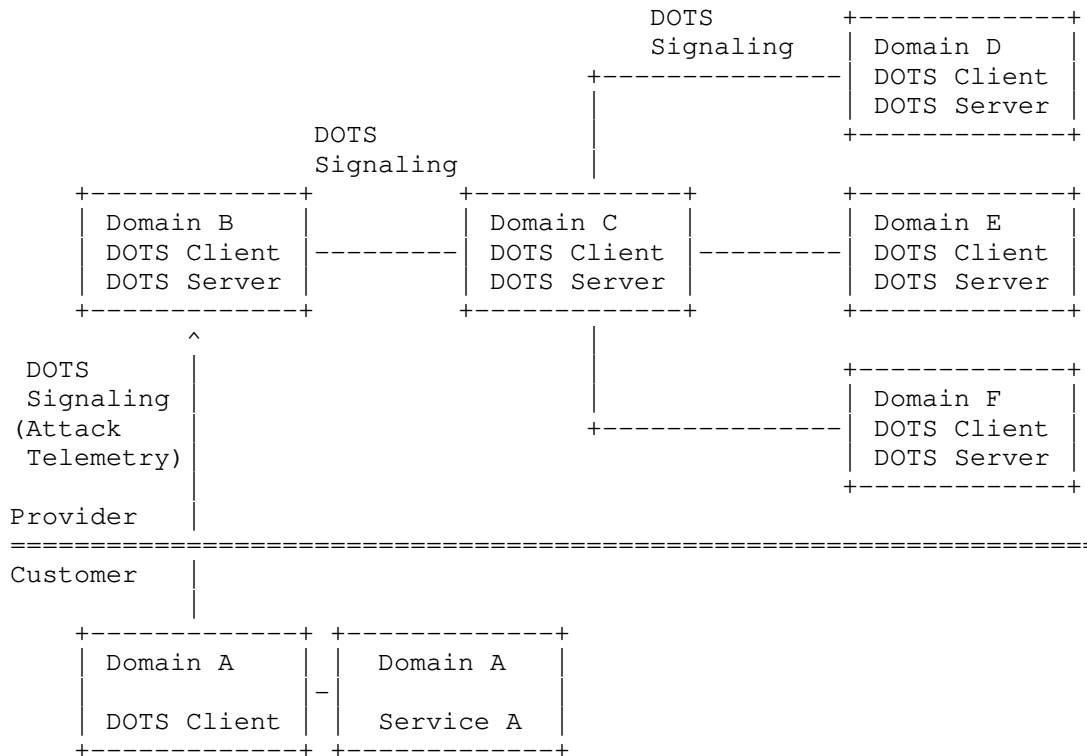 DOTS
Signaling
Domain D
DOTS Client
DOTS Server
DOTS
Signaling
Domain B
DOTS Client
DOTS Server
Domain C
DOTS Client
DOTS Server
Domain E
DOTS Client
DOTS Server
DOTS
Signaling
(Attack
Telemetry)
Domain F
DOTS Client
DOTS Server
Provider
Customer
Domain A
DOTS Client
Domain A
Service A